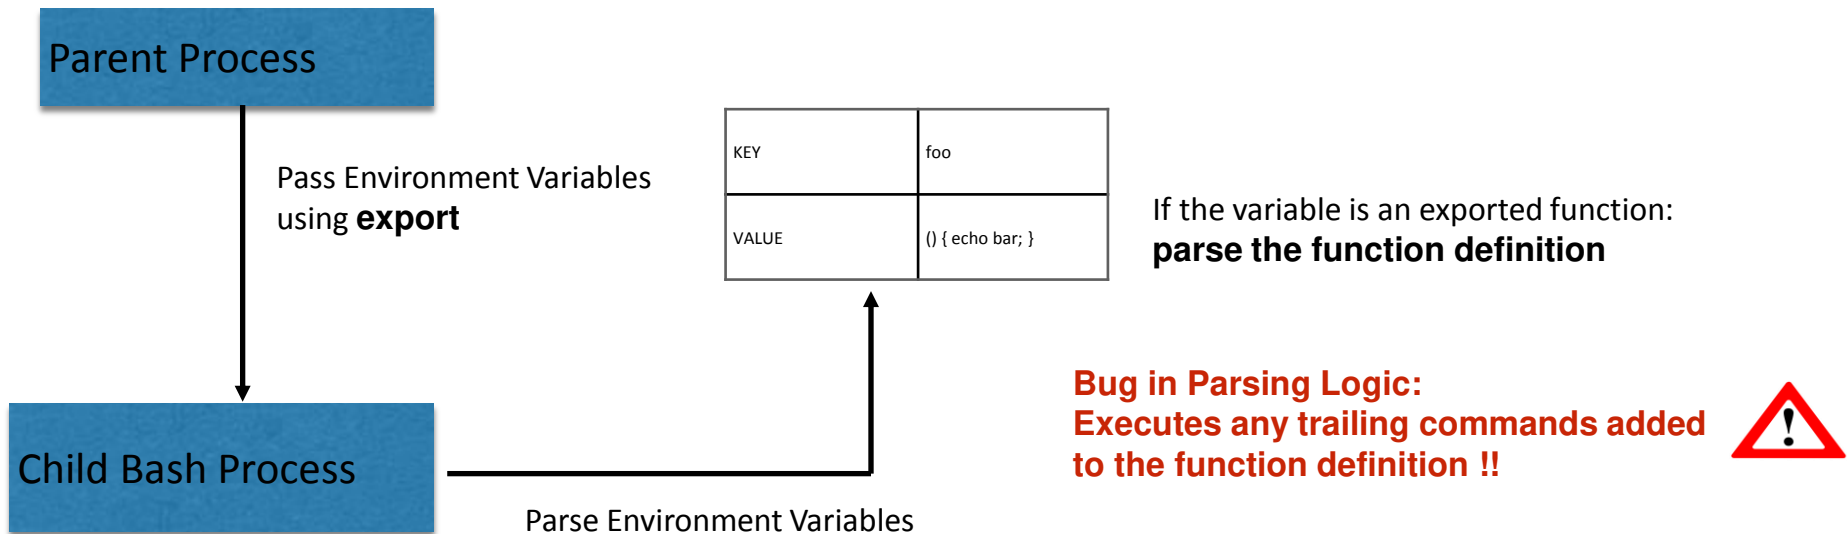 Parent Process
Pass Environment Variables
using export
KEY
foo
VALUE
() { echo bar; }
If the variable is an exported function:
parse the function definition
Bug in Parsing Logic:
Executes any trailing commands added
to the function definition !!
Child Bash Process
Parse Environment Variables